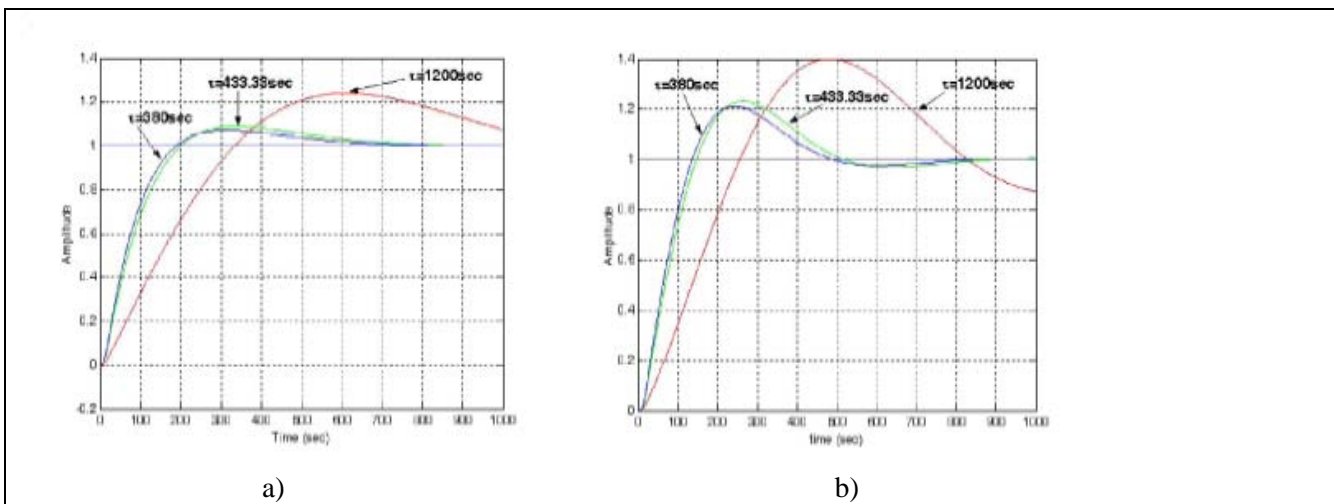 1.4
1.2
1
0.8
0.6
0.4
0.2
0
-0.2
Amplitude
τ=433.33sec
τ=1200sec
τ=380sec
0 100 200 300 400 500 600 700 800 900 1000
Time (sec)
a)
1.4
1.2
1
0.8
0.6
0.4
0.2
0
Amplitude
τ=380sec
τ=1200sec
τ=433.33sec
0 100 200 300 400 500 600 700 800 900 1000
time (sec)
b)